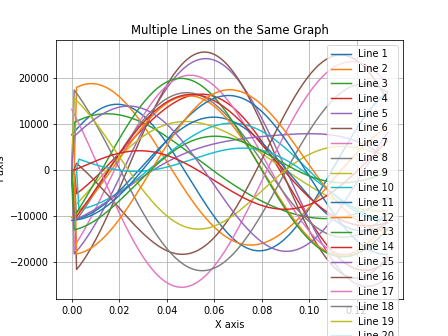 Multiple Lines on the Same Graph
20000
10000
0
−10000
−20000
0.00
0.02
0.04
0.06
0.08
0.10
X axis
Line 1
Line 2
Line 3
Line 4
Line 5
Line 6
Line 7
Line 8
Line 9
Line 10
Line 11
Line 12
Line 13
Line 14
Line 15
Line 16
Line 17
Line 18
Line 19
Line 20